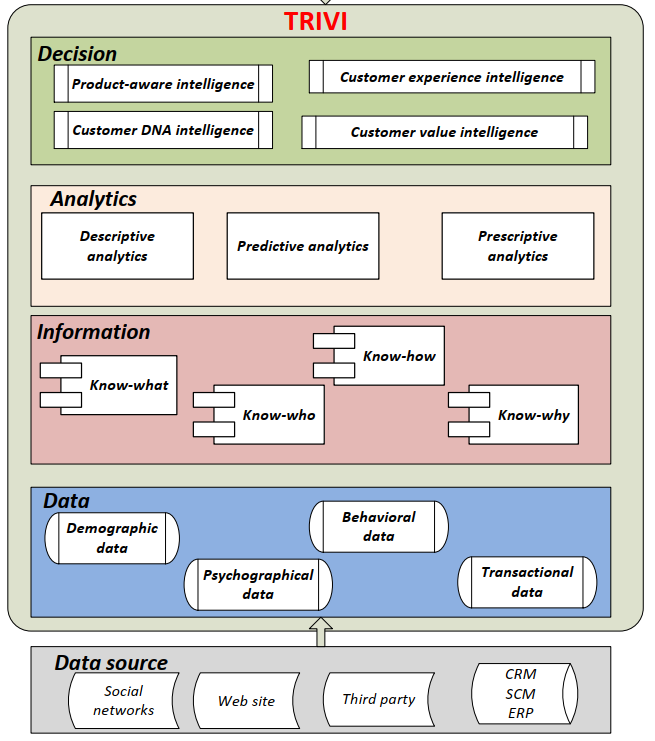 TRIVI
Decision
Product-aware intelligence
Customer experience intelligence
Customer DNA intelligence
Customer value intelligence
Analytics
Descriptive
analytics
Predictive analytics
Prescriptive
analytics
Information
Know-how
Know-what
Know-who
Know-why
Data
Demographic
data
Behavioral
data
Psychographical
data
Transactional
data
Data source
Social
networks
Web site
Third party
CRM
SCM
ERP